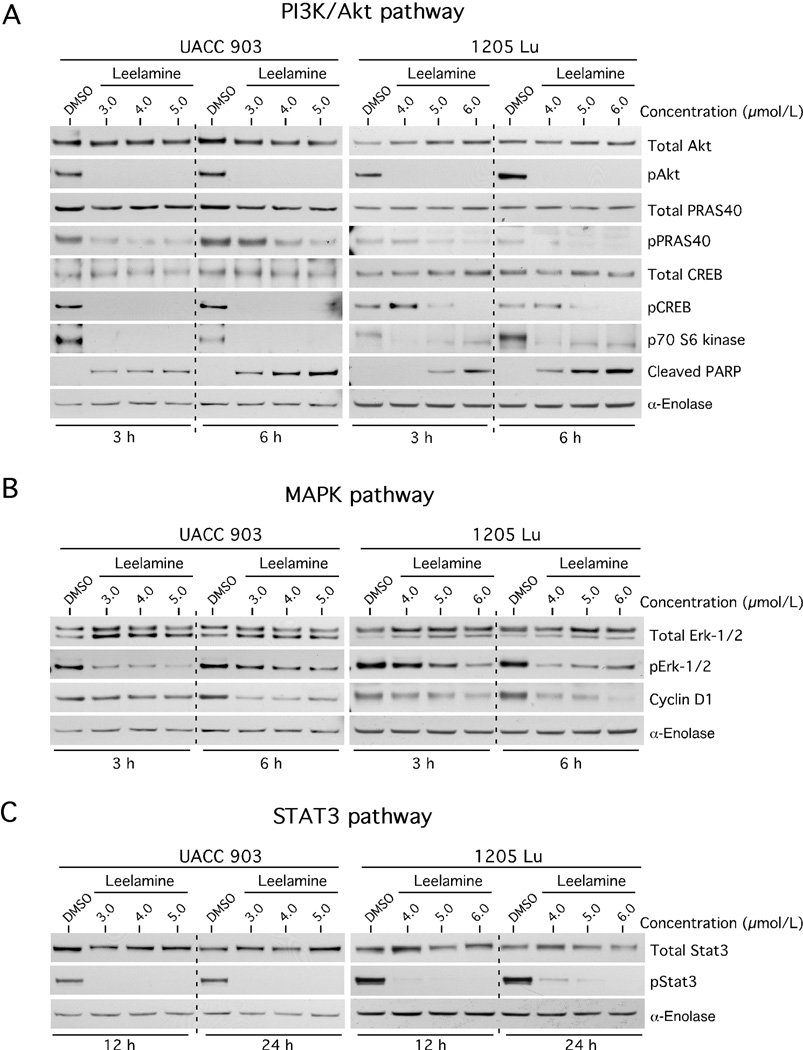 A
PI3K/Akt pathway
UACC 903 1205 Lu
Leelamine Leelamine Leelamine Leelamine
DMSO 3.0 4.0 5.0 DMSO 3.0 4.0 5.0 DMSO 4.0 5.0 6.0 DMSO 4.0 5.0 6.0 Concentration (µmol/L)
Total Akt
pAkt
Total PRAS40
pPRAS40
Total CREB
pCREB
p70 S6 kinase
Cleaved PARP
α-Enolase
3 h 6 h 3 h 6 h
B
MAPK pathway
UACC 903 1205 Lu
Leelamine Leelamine Leelamine Leelamine
DMSO 3.0 4.0 5.0 DMSO 3.0 4.0 5.0 DMSO 4.0 5.0 6.0 DMSO 4.0 5.0 6.0 Concentration (µmol/L)
Total Erk-1/2
pErk-1/2
Cyclin D1
α-Enolase
3 h 6 h 3 h 6 h
C
STAT3 pathway
UACC 903 1205 Lu
Leelamine Leelamine Leelamine Leelamine
DMSO 3.0 4.0 5.0 DMSO 3.0 4.0 5.0 DMSO 4.0 5.0 6.0 DMSO 4.0 5.0 6.0 Concentration (µmol/L)
Total Stat3
pStat3
α-Enolase
12 h 24 h 12 h 24 h